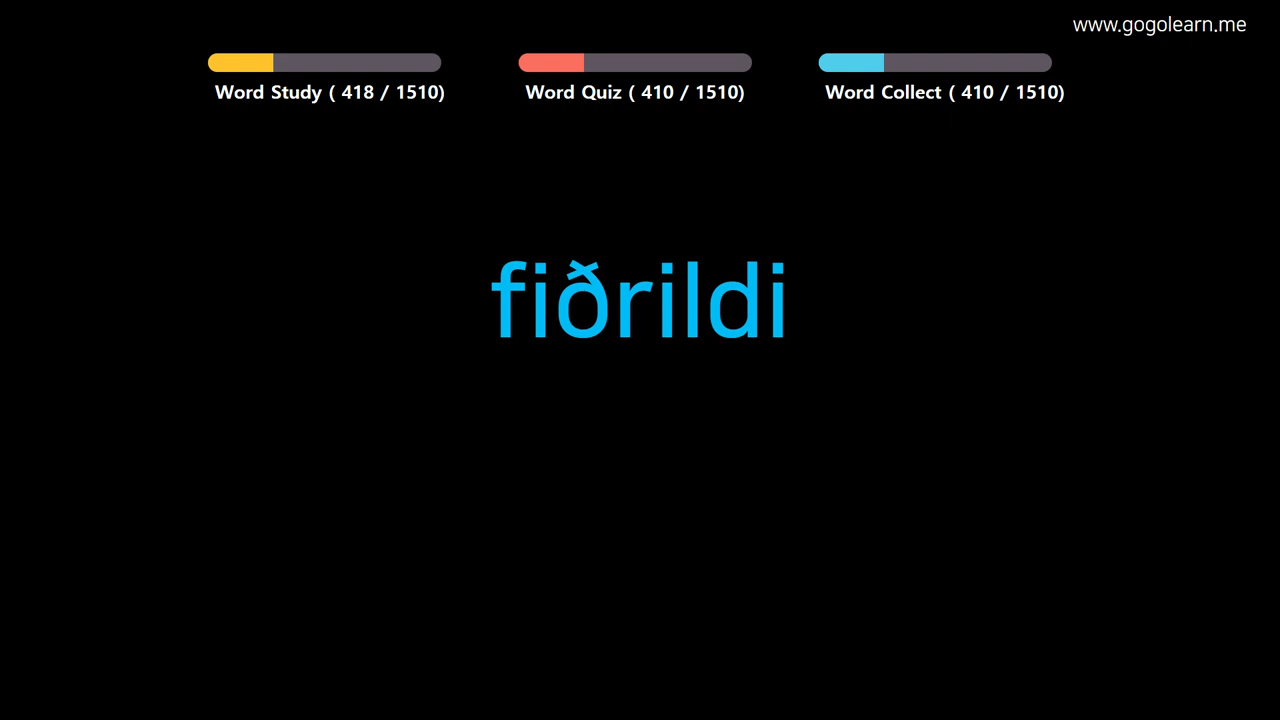 www.gogolearn.me
Word Study ( 418 / 1510)
Word Quiz ( 410 / 1510)
Word Collect ( 410 / 1510)
fiðrildi